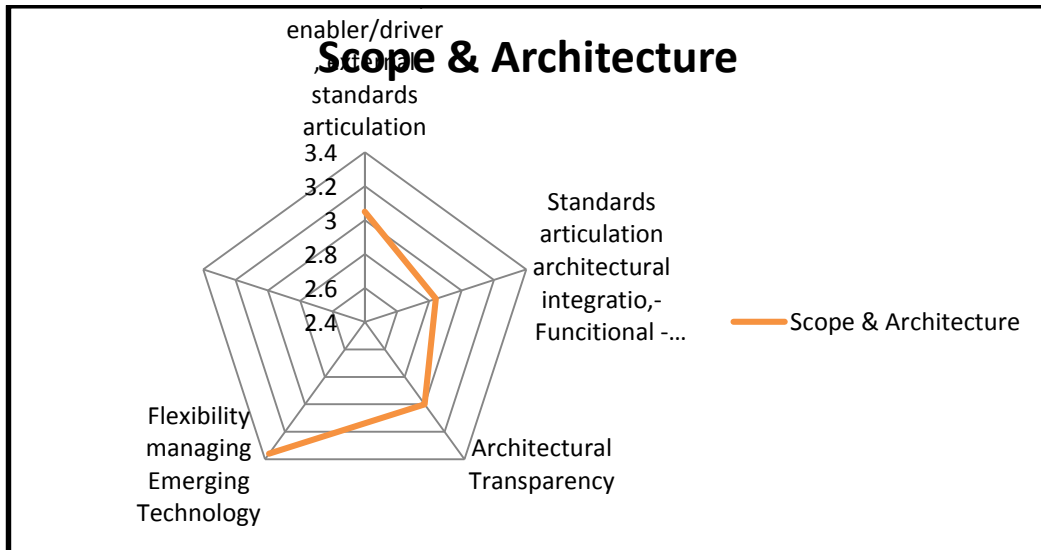 enabler/driver
Scope & Architecture
, external
standards
articulation
3.4
3.2
3
2.8
2.6
2.4
Standards
articulation
architectural
integratio,-
Funcitional -...
Scope & Architecture
Flexibility
managing
Emerging
Technology
Architectural
Transparency